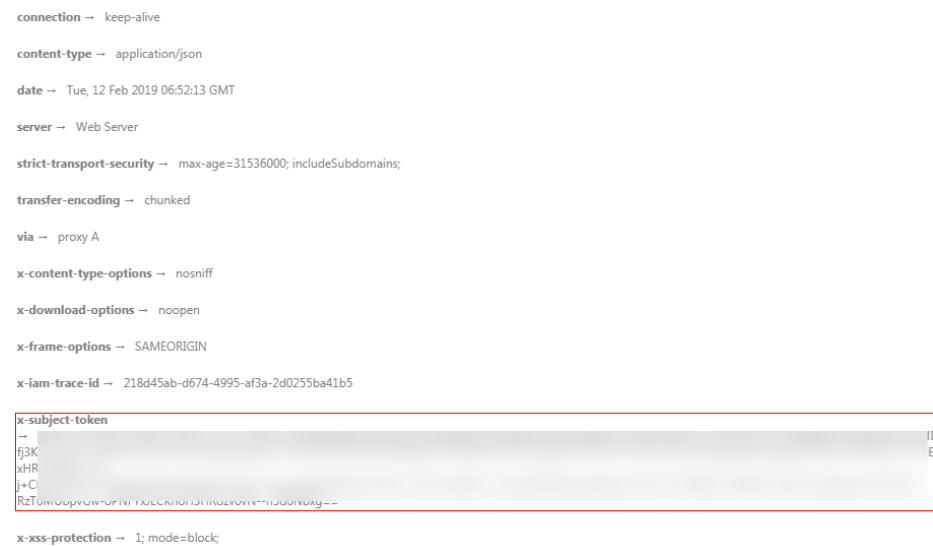 connection → keep-alive
content-type → application/json
date → Tue, 12 Feb 2019 06:52:13 GMT
server → Web Server
strict-transport-security → max-age=31536000; includeSubdomains;
transfer-encoding → chunked
via → proxy A
x-content-type-options → nosniff
x-download-options → noopen
x-frame-options → SAMEORIGIN
x-iam-trace-id → 218d45ab-d674-4995-af3a-2d0255ba41b5
x-subject-token
→
fj3K
xHR
x-xss-protection → 1; mode=block;